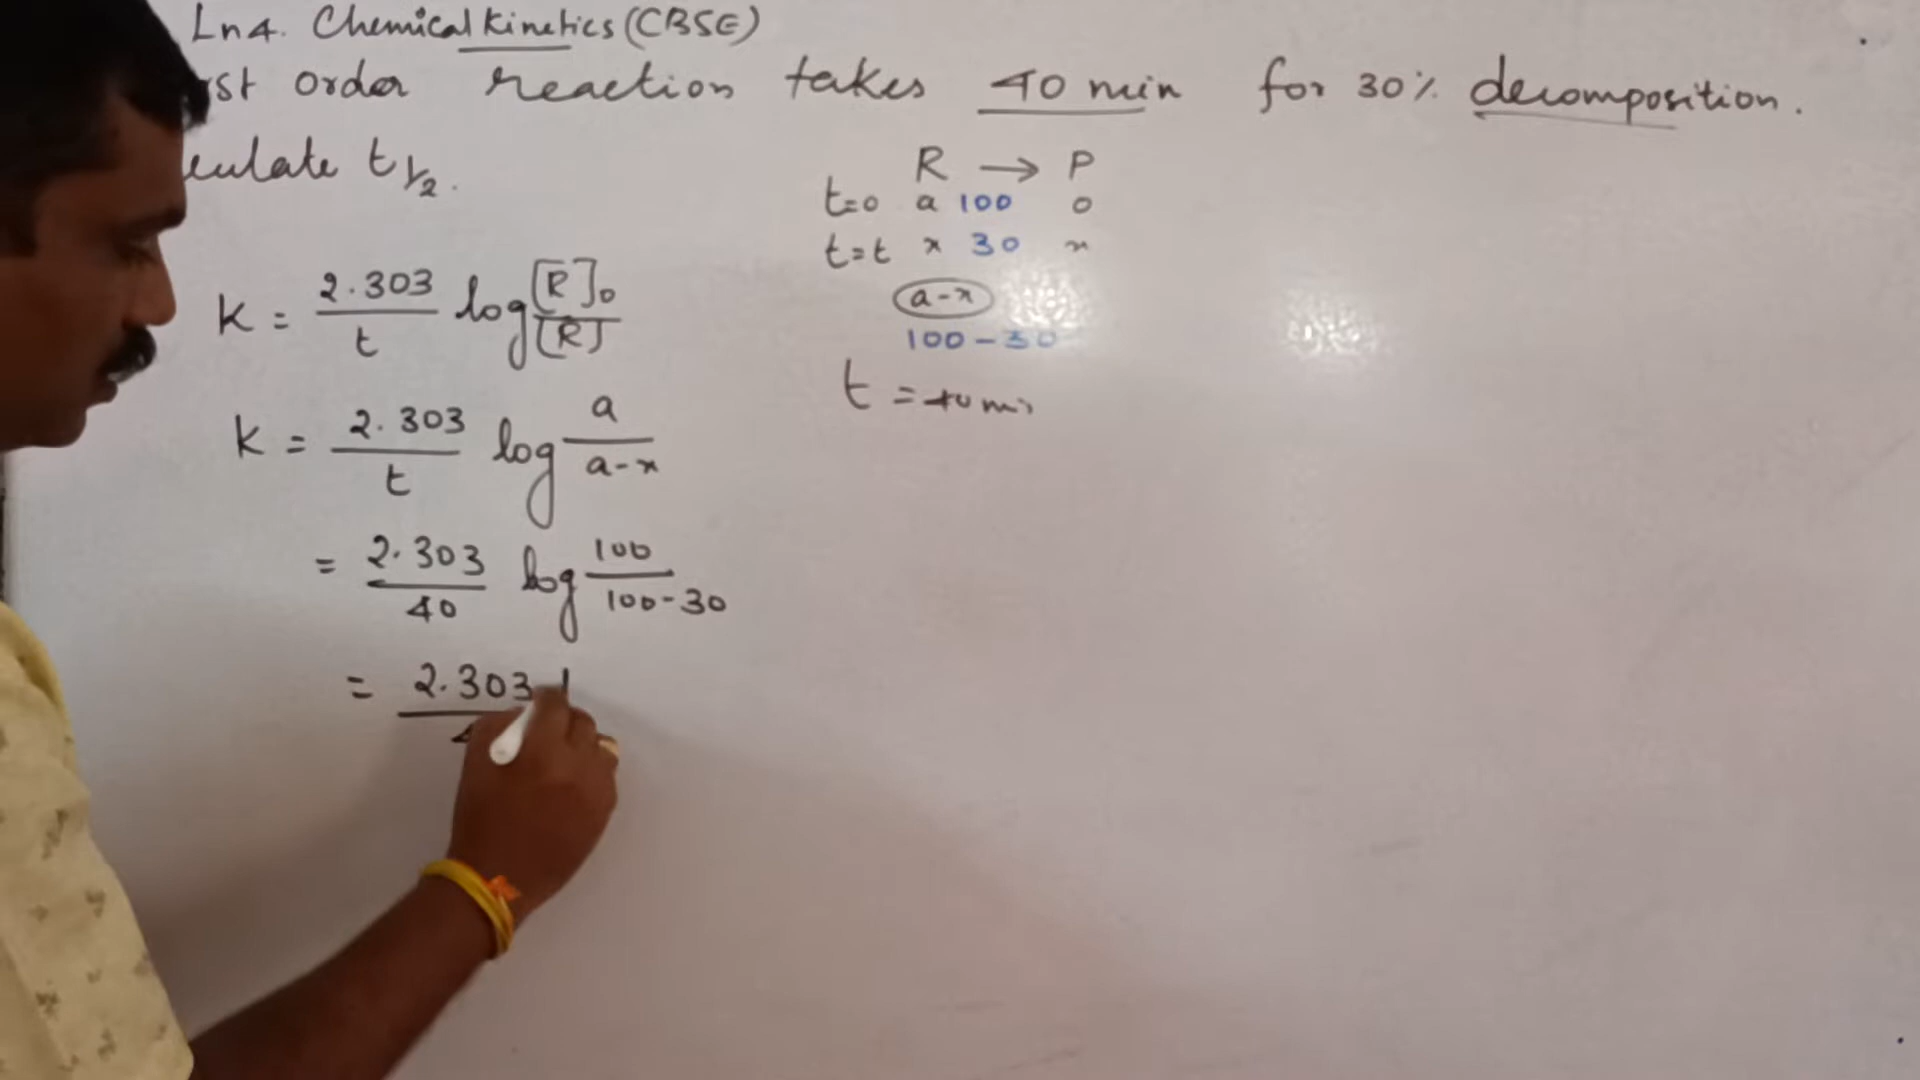 Ln4. Chemical Kinetics (CBSE)
order reaction takes 40 min for 30% decomposition.
t1/2.
R → P
t=0 a 100 0
t=t x 30 x
a-x
100-30
t = 40 min
k = 2.303/t log [R]0/[R]
k = 2.303/t log a/a-x
= 2.303/40 log 100/100-30
= 2.303